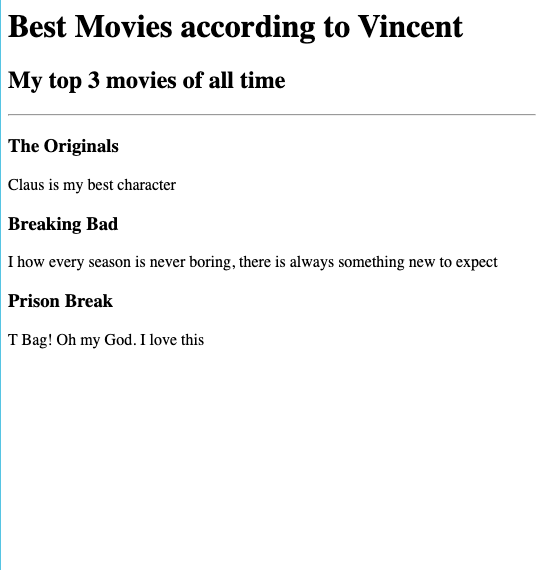 Best Movies according to Vincent
My top 3 movies of all time
The Originals
Claus is my best character
Breaking Bad
I how every season is never boring, there is always something new to expect
Prison Break
T Bag! Oh my God. I love this